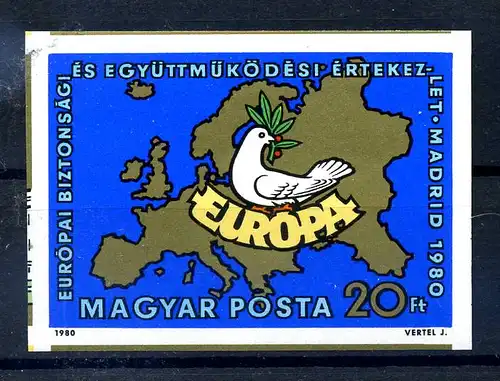 EURÓPAI BIZTONSÁGI
ÉS EGYÜTTMŰKÖDÉSI ÉRTEKEZ-
LET · MADRID 1980
EURÓPA
MAGYAR POSTA 20 Ft
1980 VERTEL J.